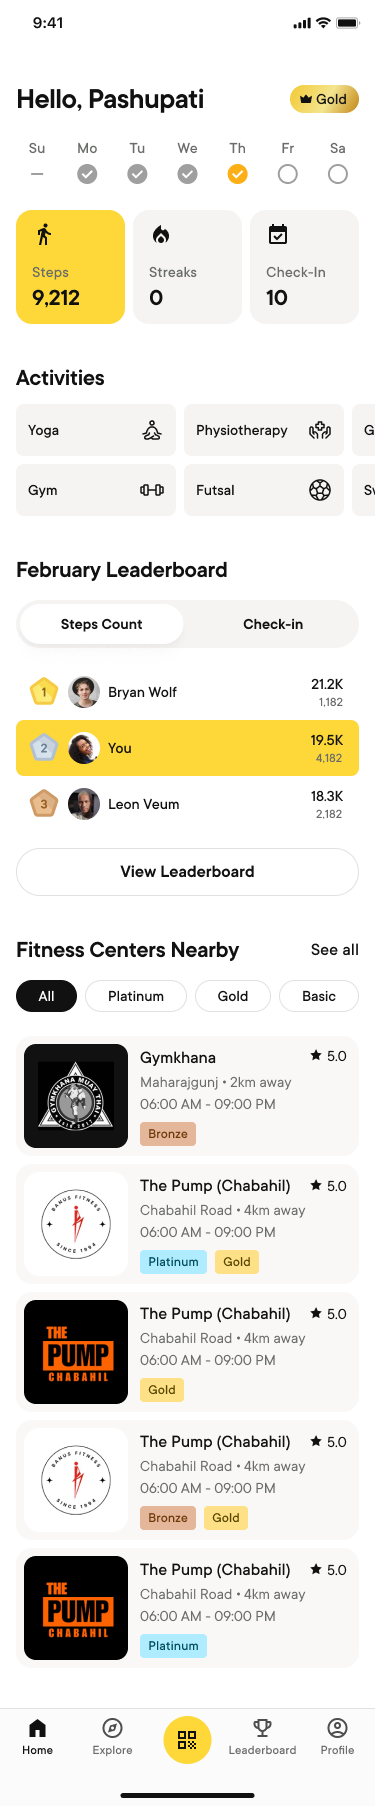 9:41
Hello, Pashupati
Gold
Su Mo Tu We Th Fr Sa
Steps
9,212
Streaks
0
Check-In
10
Activities
Yoga
Physiotherapy
G
Gym
Futsal
Sw
February Leaderboard
Steps Count
Check-in
1
Bryan Wolf
21.2K
1,182
2
You
19.5K
4,182
3
Leon Veum
18.3K
2,182
View Leaderboard
Fitness Centers Nearby
See all
All
Platinum
Gold
Basic
GYMKHANA MUAY THAI
Gymkhana
5.0
Maharajgunj • 2km away
06:00 AM - 09:00 PM
Bronze
BANUS FITNESS
SINCE 1994
The Pump (Chabahil)
5.0
Chabahil Road • 4km away
06:00 AM - 09:00 PM
Platinum
Gold
THE
PUMP
CHABAHIL
The Pump (Chabahil)
5.0
Chabahil Road • 4km away
06:00 AM - 09:00 PM
Gold
BANUS FITNESS
SINCE 1994
The Pump (Chabahil)
5.0
Chabahil Road • 4km away
06:00 AM - 09:00 PM
Bronze
Gold
THE
PUMP
CHABAHIL
The Pump (Chabahil)
5.0
Chabahil Road • 4km away
06:00 AM - 09:00 PM
Platinum
Home
Explore
Leaderboard
Profile